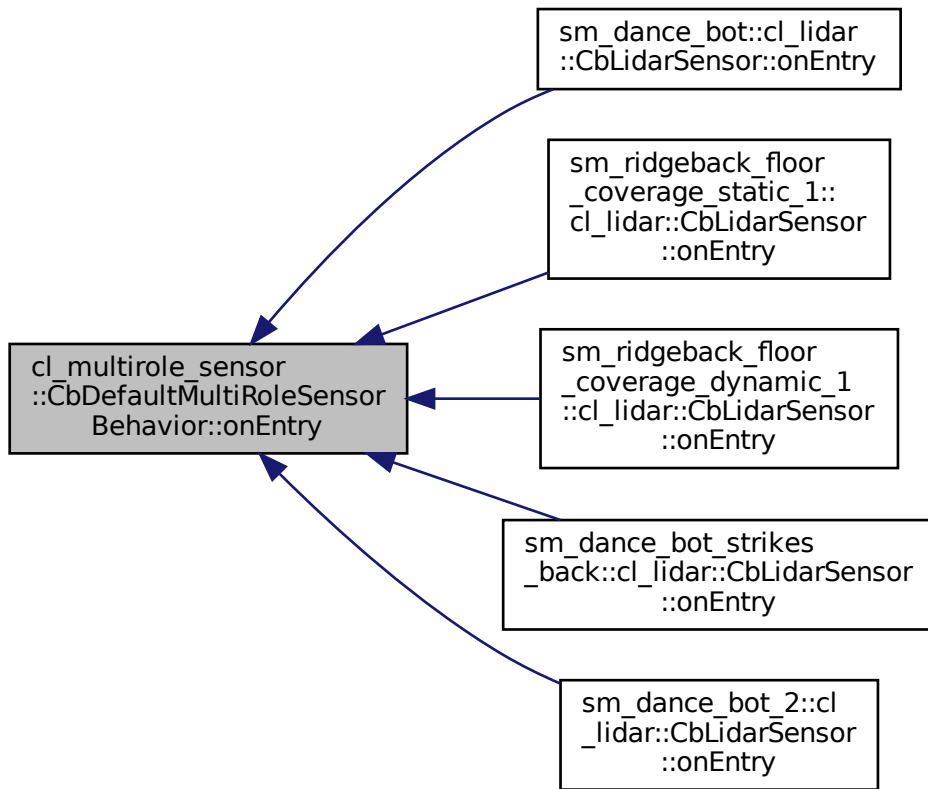 sm_dance_bot::cl_lidar
::CbLidarSensor::onEntry
sm_ridgeback_floor
_coverage_static_1::
cl_lidar::CbLidarSensor
::onEntry
cl_multirole_sensor
::CbDefaultMultiRoleSensor
Behavior::onEntry
sm_ridgeback_floor
_coverage_dynamic_1
::cl_lidar::CbLidarSensor
::onEntry
sm_dance_bot_strikes
_back::cl_lidar::CbLidarSensor
::onEntry
sm_dance_bot_2::cl
_lidar::CbLidarSensor
::onEntry